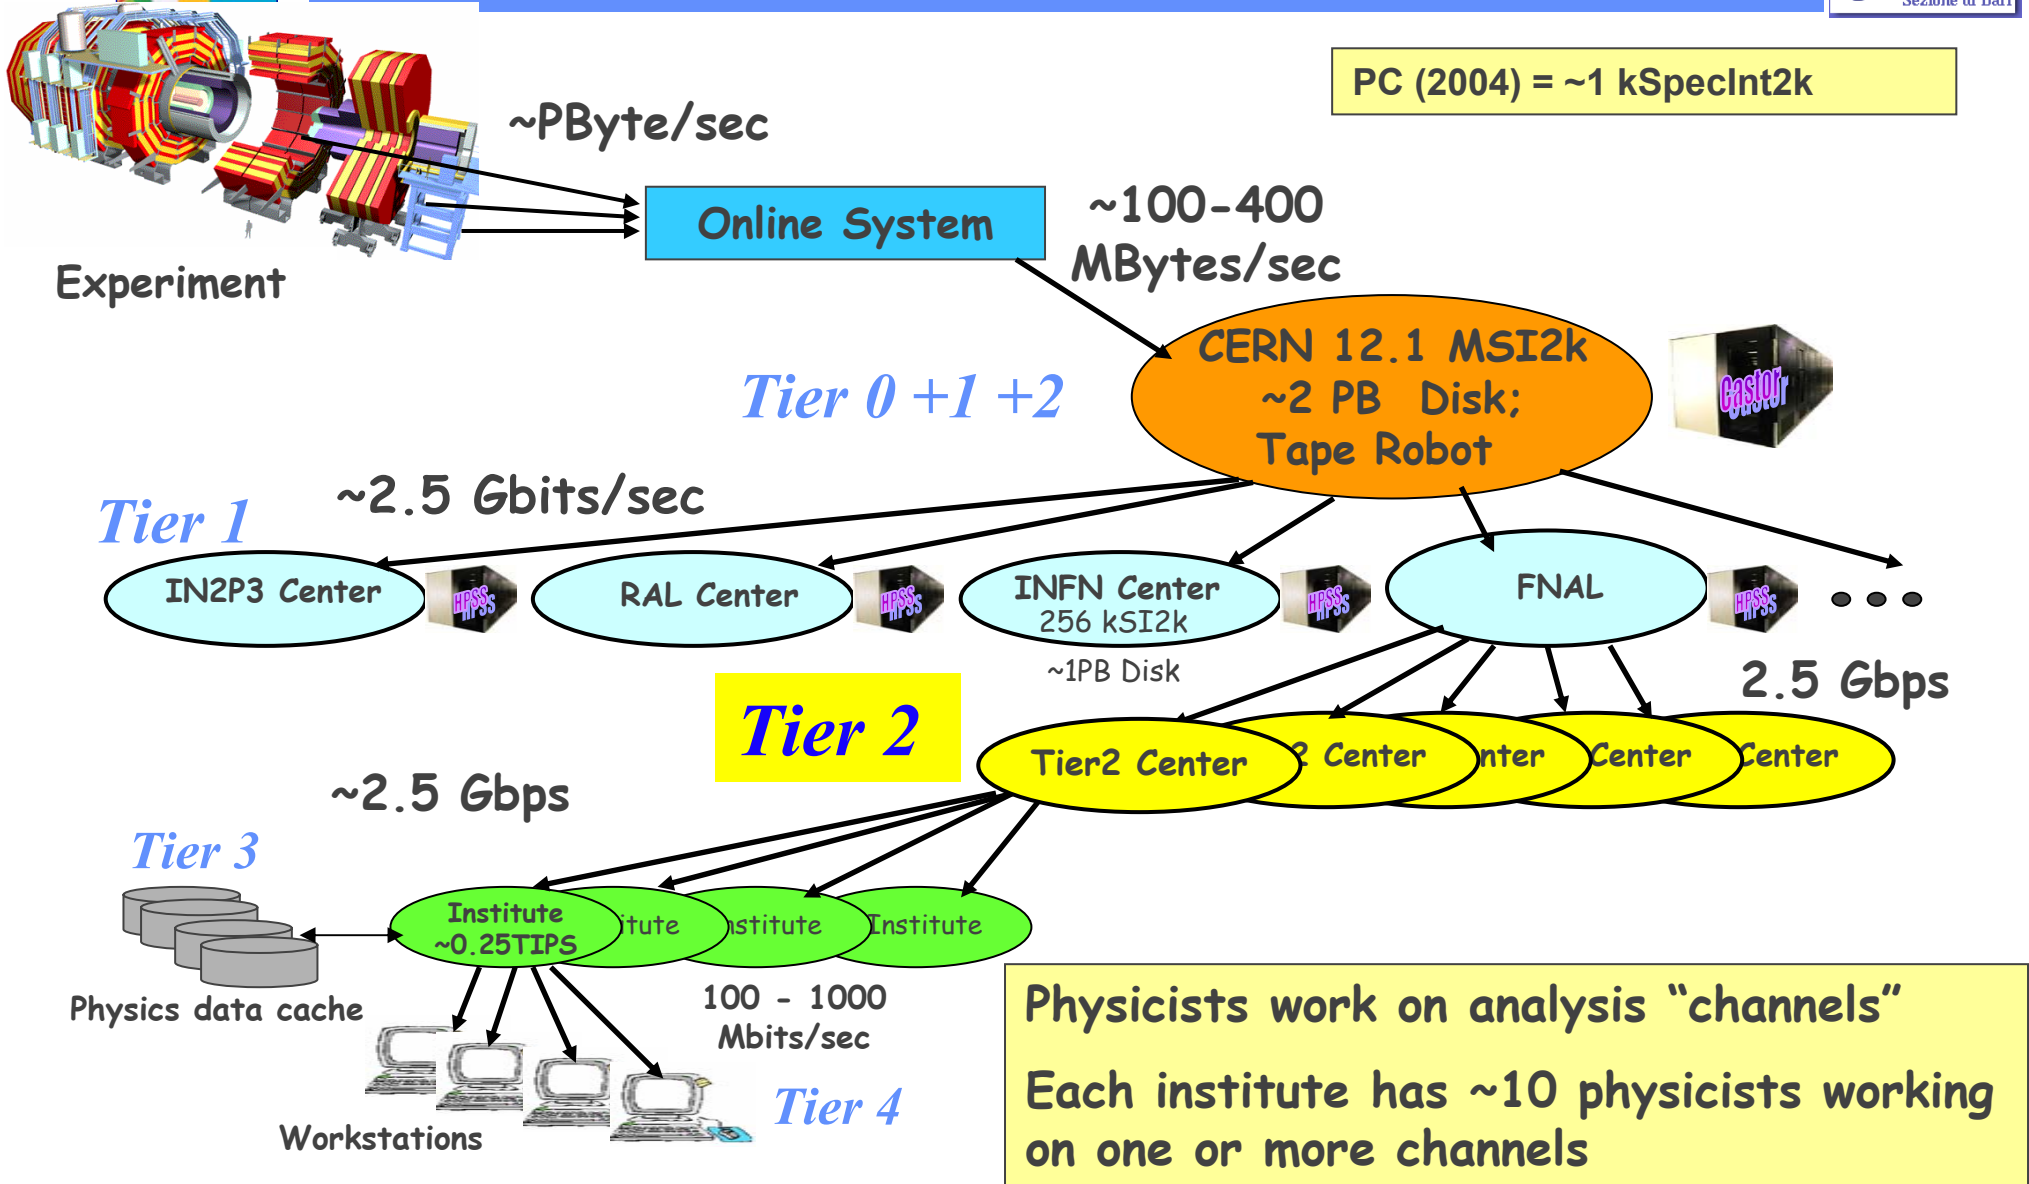 Sezione di Bari
PC (2004) = ~1 kSpecInt2k
~PByte/sec
Online System
~100-400
MBytes/sec
Experiment
CERN 12.1 MSI2k
~2 PB Disk;
Tape Robot
Castor
Tier 0 +1 +2
~2.5 Gbits/sec
Tier 1
IN2P3 Center
HPSS
RAL Center
HPSS
INFN Center
256 kSI2k
HPSS
FNAL
HPSS
~1PB Disk
2.5 Gbps
Tier 2
Tier2 Center
2 Center
nter
Center
Center
~2.5 Gbps
Tier 3
Institute
~0.25TIPS
itute
nstitute
Institute
Physics data cache
100 - 1000
Mbits/sec
Workstations
Tier 4
Physicists work on analysis “channels”
Each institute has ~10 physicists working
on one or more channels